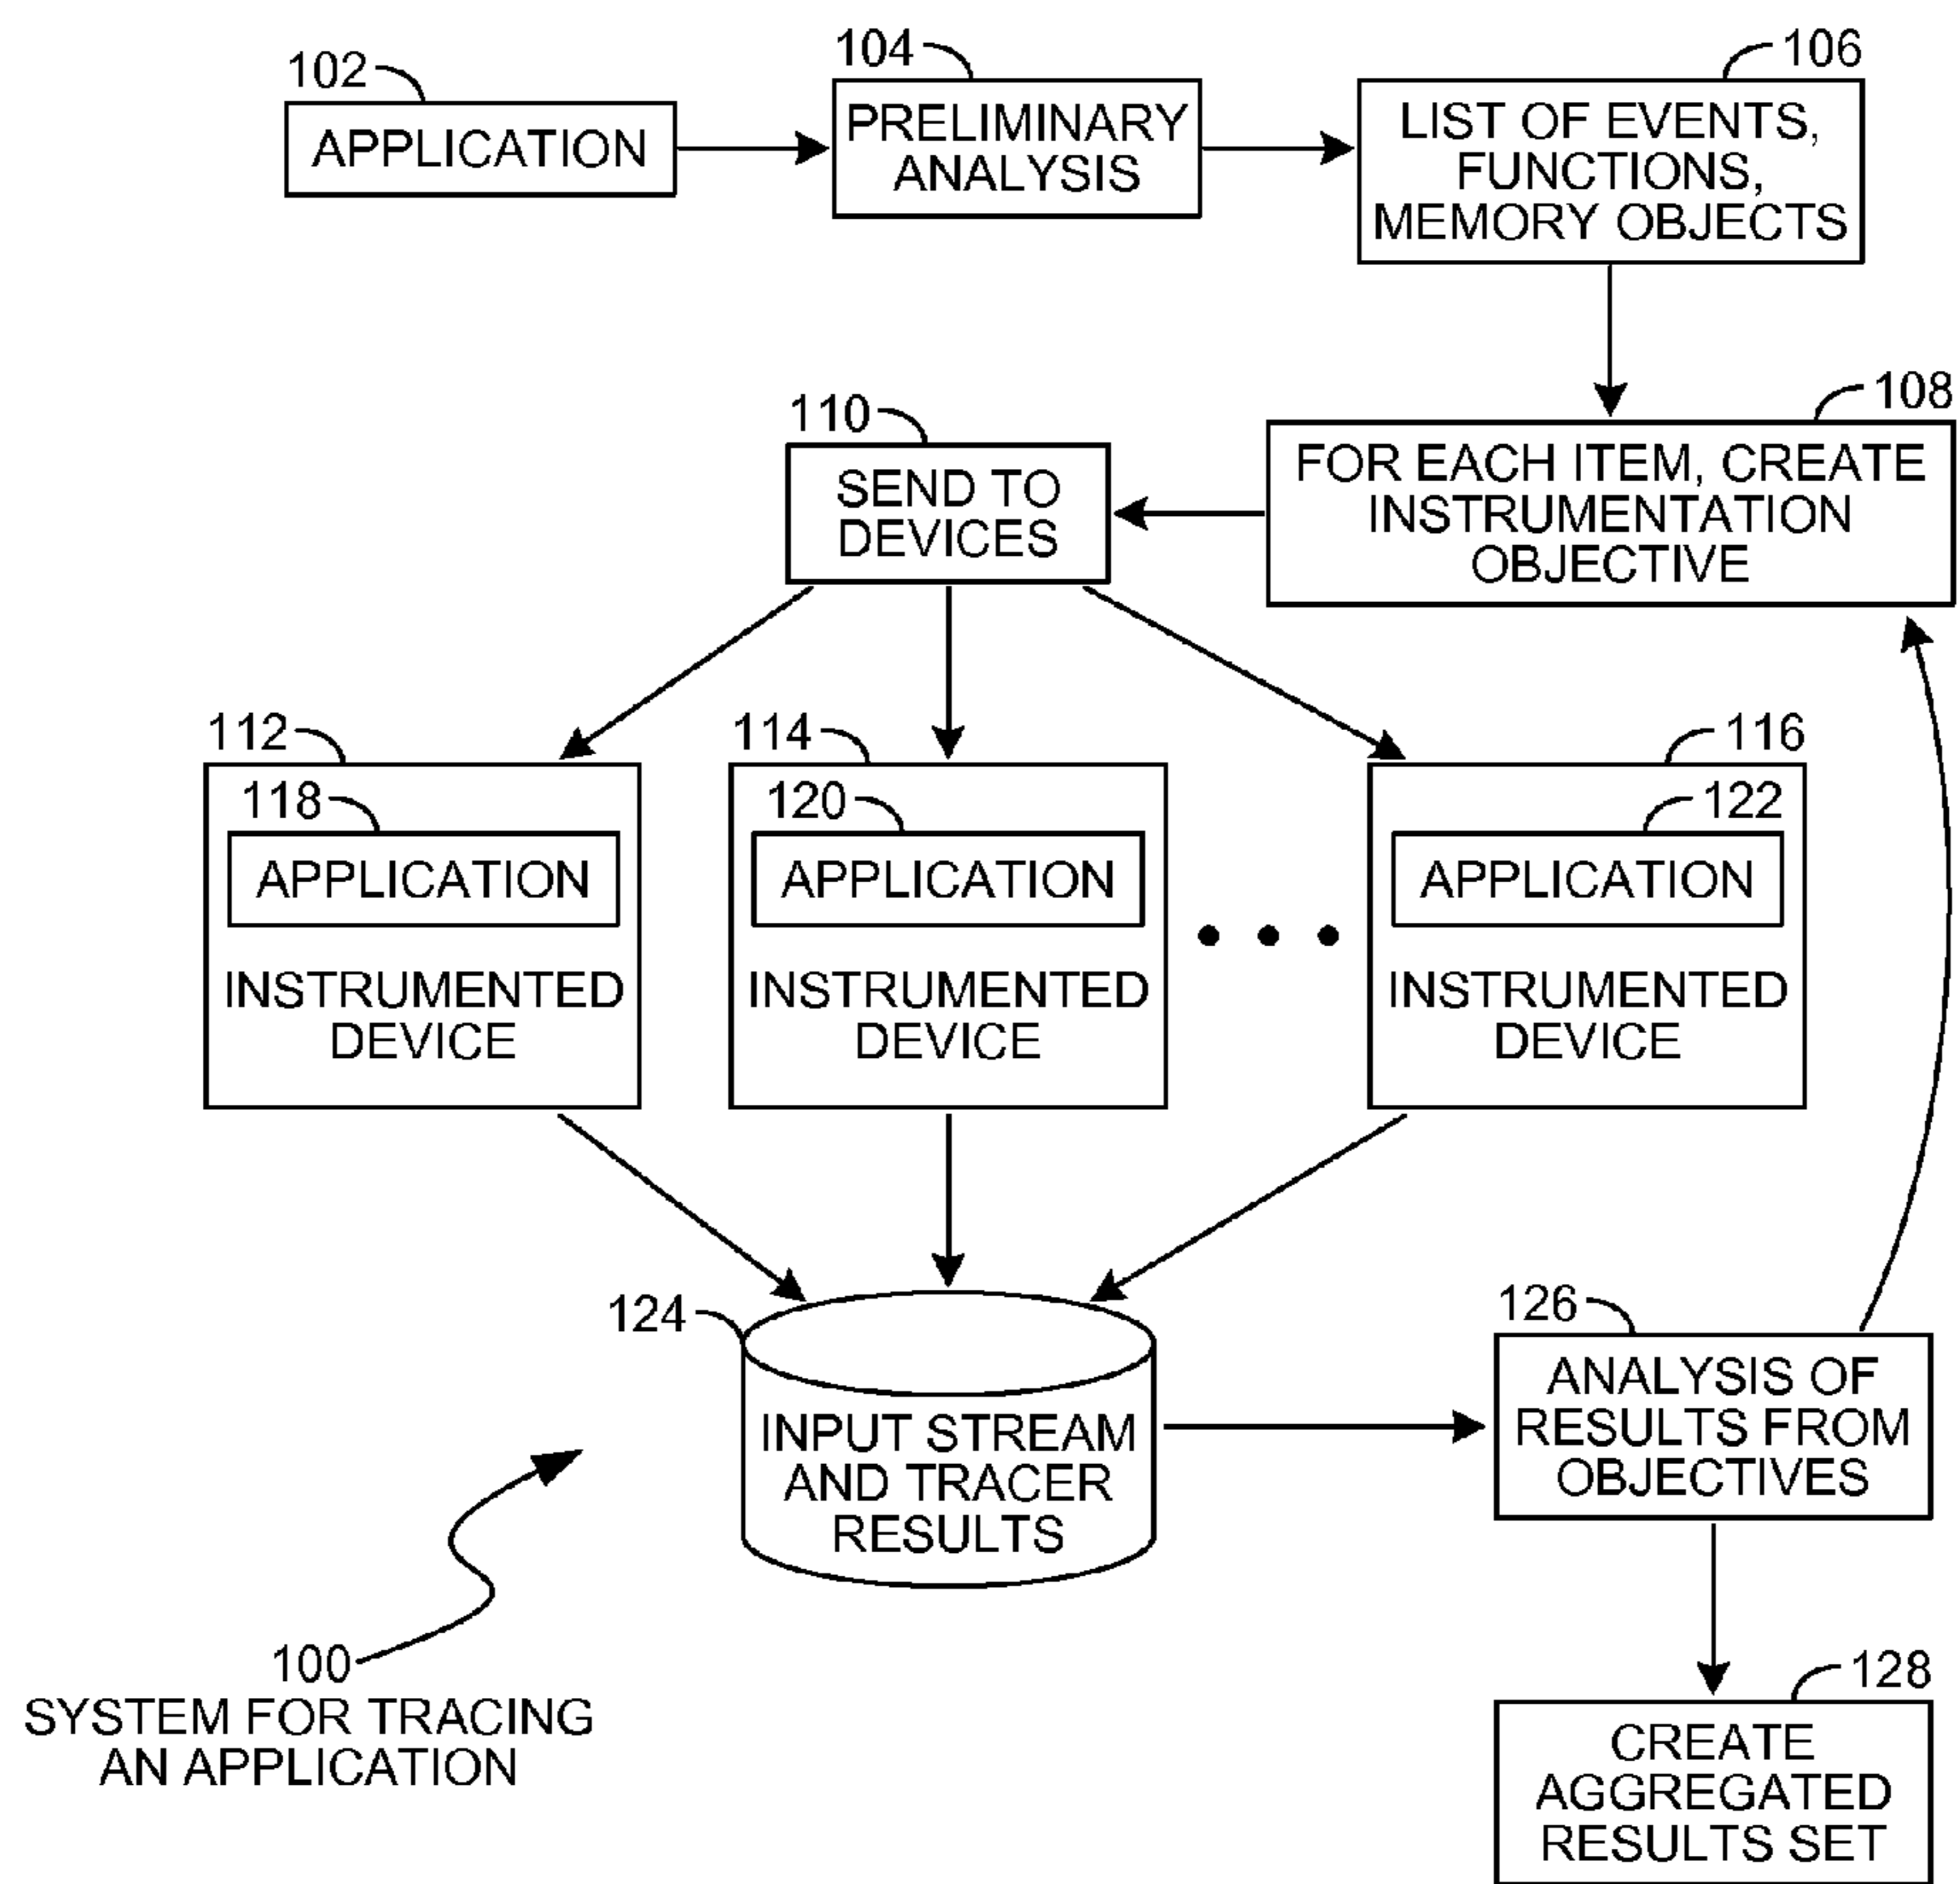 102
APPLICATION
104
PRELIMINARY
ANALYSIS
106
LIST OF EVENTS,
FUNCTIONS,
MEMORY OBJECTS
108
FOR EACH ITEM, CREATE
INSTRUMENTATION
OBJECTIVE
110
SEND TO
DEVICES
112
118
APPLICATION
INSTRUMENTED
DEVICE
114
120
APPLICATION
INSTRUMENTED
DEVICE
116
122
APPLICATION
INSTRUMENTED
DEVICE
124
INPUT STREAM
AND TRACER
RESULTS
126
ANALYSIS OF
RESULTS FROM
OBJECTIVES
128
CREATE
AGGREGATED
RESULTS SET
100
SYSTEM FOR TRACING
AN APPLICATION